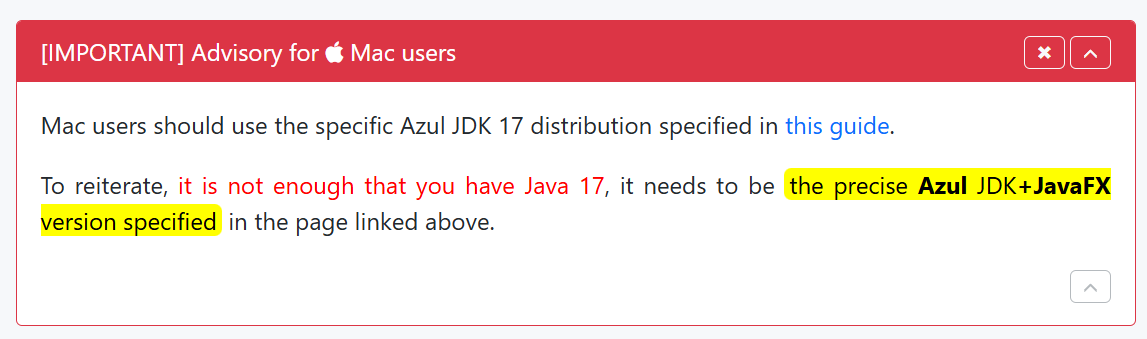 [IMPORTANT] Advisory for Mac users
Mac users should use the specific Azul JDK 17 distribution specified in this guide.
To reiterate, it is not enough that you have Java 17, it needs to be the precise Azul JDK+JavaFX
version specified in the page linked above.